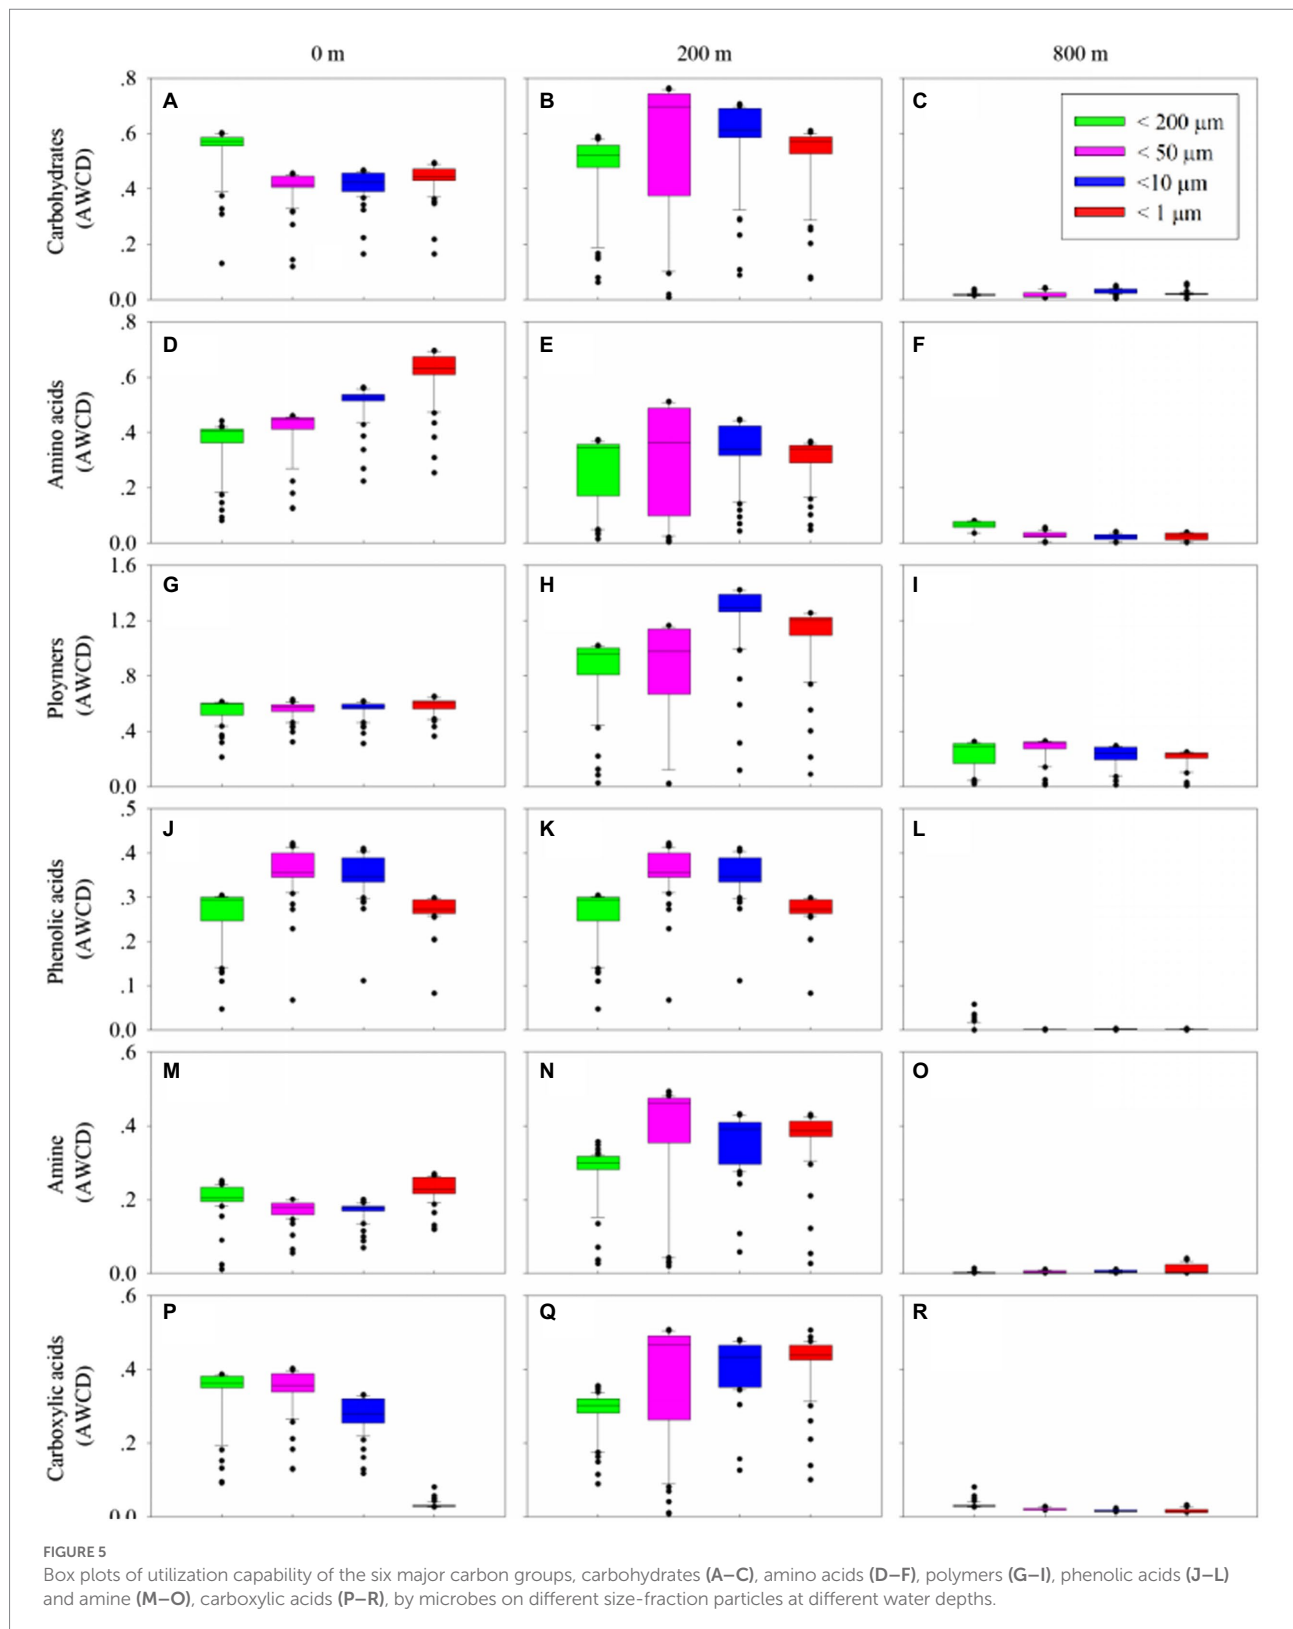 0 m 200 m 800 m
Carbohydrates
(AWCD)
.8
.6
.4
.2
0.0
A
B
C
< 200 μm
< 50 μm
<10 μm
< 1 μm
Amino acids
(AWCD)
.8
.6
.4
.2
0.0
D
E
F
Ploymers
(AWCD)
1.6
1.2
.8
.4
0.0
G
H
I
Phenolic acids
(AWCD)
.5
.4
.3
.2
.1
0.0
J
K
L
Amine
(AWCD)
.6
.4
.2
0.0
M
N
O
Carboxylic acids
(AWCD)
.6
.4
.2
0.0
P
Q
R
FIGURE 5
Box plots of utilization capability of the six major carbon groups, carbohydrates (A–C), amino acids (D–F), polymers (G–I), phenolic acids (J–L)
and amine (M–O), carboxylic acids (P–R), by microbes on different size-fraction particles at different water depths.